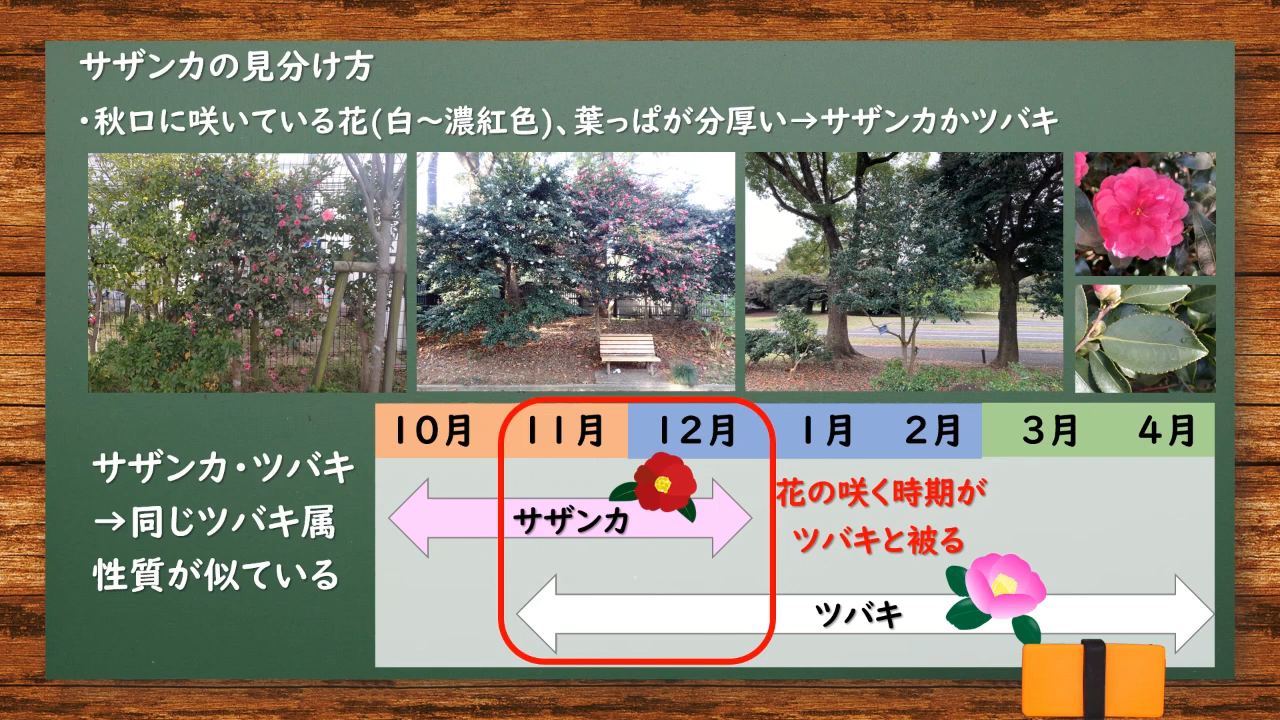 サザンカの見分け方
・秋口に咲いている花(白～濃紅色)、葉っぱが分厚い→サザンカかツバキ
10月 11月 12月 1月 2月 3月 4月
サザンカ・ツバキ
→同じツバキ属
性質が似ている
サザンカ
花の咲く時期が
ツバキと被る
ツバキ